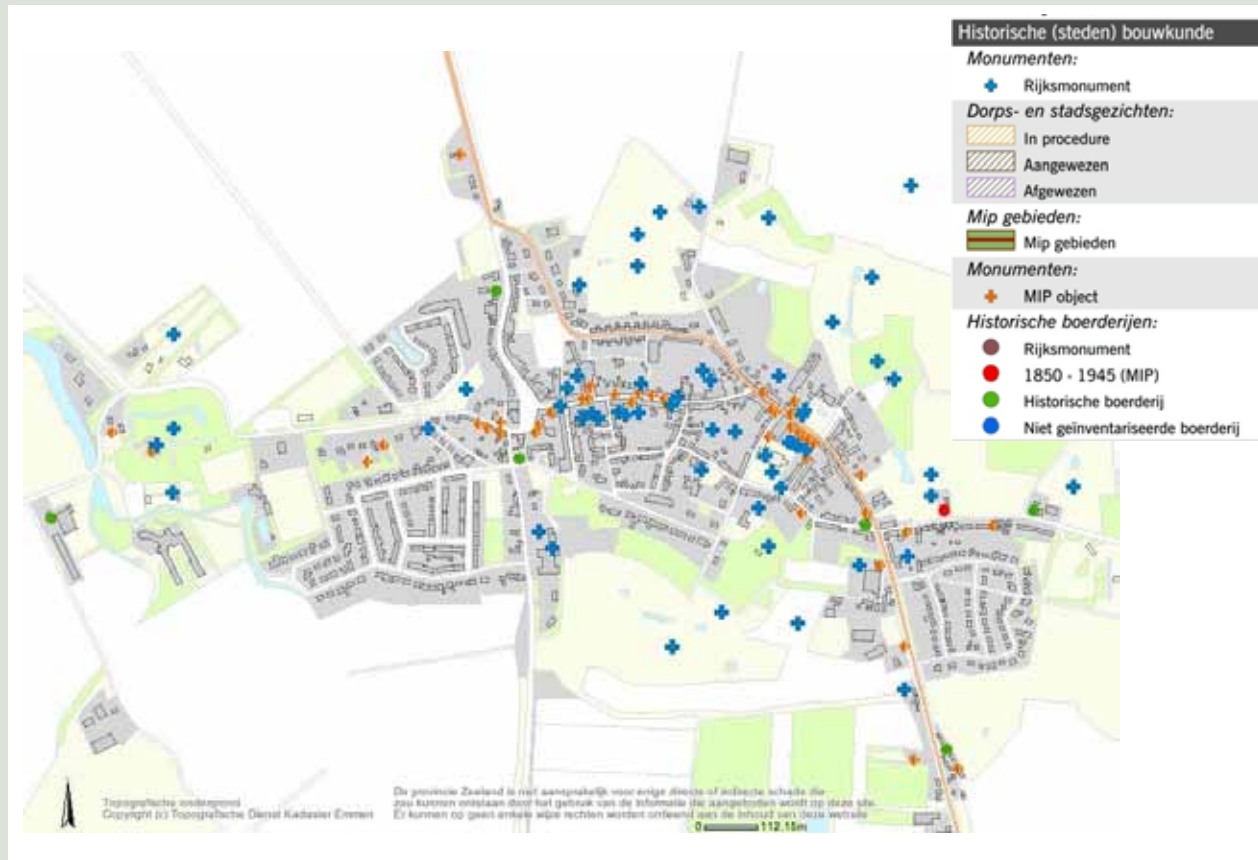 Historische (steden) bouwkunde
Monumenten:
Rijksmonument
Dorps- en stadsgezichten:
In procedure
Aangewezen
Afgewezen
Mip gebieden:
Mip gebieden
Monumenten:
MIP object
Historische boerderijen:
Rijksmonument
1850 - 1945 (MIP)
Historische boerderij
Niet geïnventariseerde boerderij
Topografische ondergrond
Copyright (c) Topografische Dienst Kadaster Emmen
De provincie Zeeland is niet aansprakelijk voor enige directe of indirecte schade die
zou kunnen ontstaan door het gebruik van de informatie die aangeboden wordt op deze site.
Er kunnen op geen enkele wijze rechten worden ontleend aan de inhoud van deze website
0 112.15m